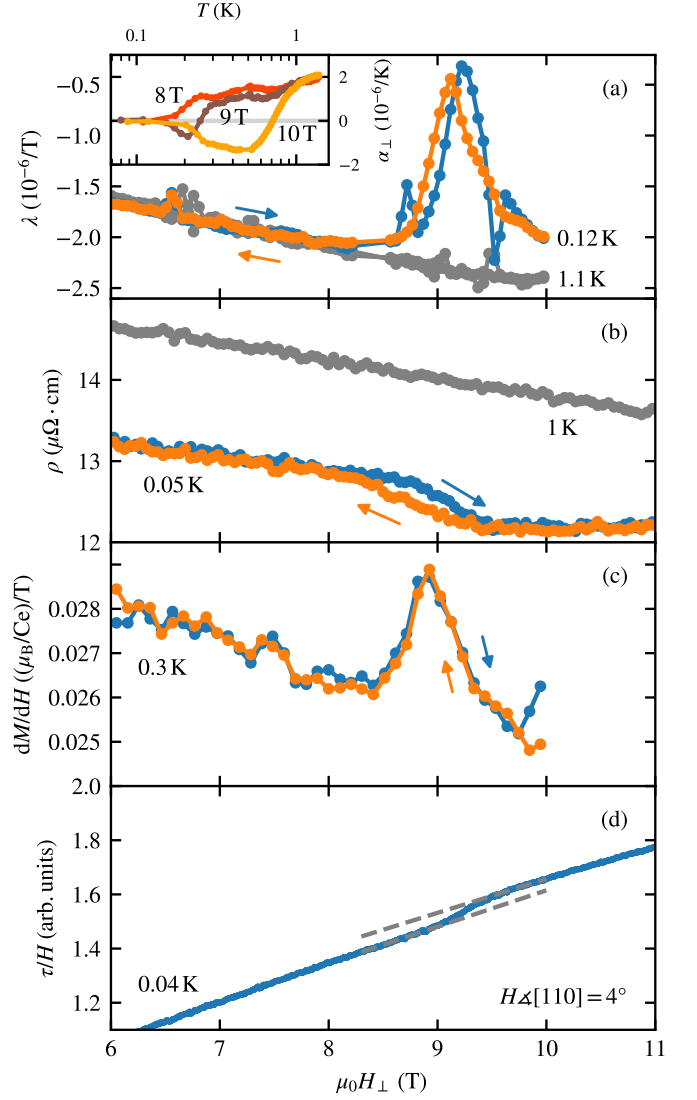 T (K)
0.1 1
8 T
9 T
10 T
2
0
−2
α⊥ (10⁻⁶/K)
(a)
−0.5
−1.0
−1.5
−2.0
−2.5
λ (10⁻⁶/T)
0.12 K
1.1 K
(b)
14
13
12
ρ (μΩ · cm)
1 K
0.05 K
(c)
0.028
0.027
0.026
0.025
dM/dH ((μB/Ce)/T)
0.3 K
(d)
2.0
1.8
1.6
1.4
1.2
τ/H (arb. units)
0.04 K
H∡[110] = 4°
6 7 8 9 10 11
μ₀H⊥ (T)